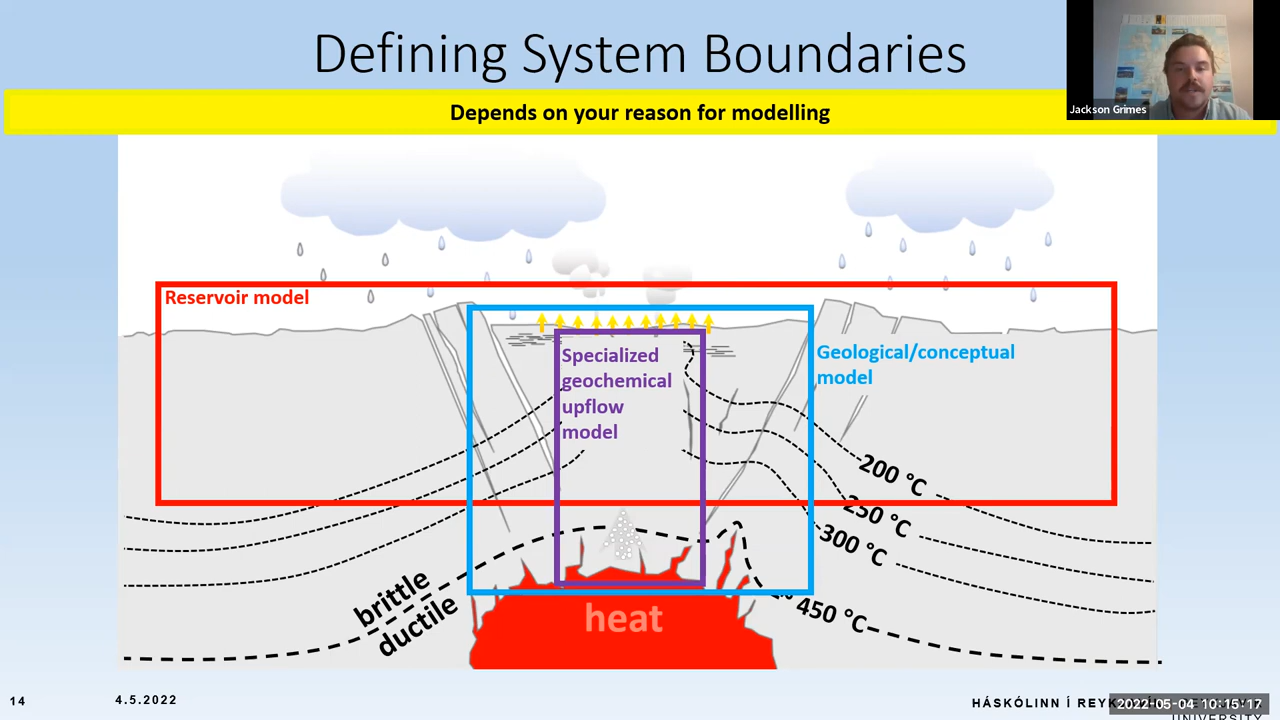 Defining System Boundaries
Depends on your reason for modelling
Jackson Grimes
Reservoir model
Specialized
geochemical
upflow
model
Geological/conceptual
model
200 °C
250 °C
300 °C
450 °C
brittle
ductile
heat
14
4.5.2022
HÁSKÓLINN Í
2022-05-04 10:15:17